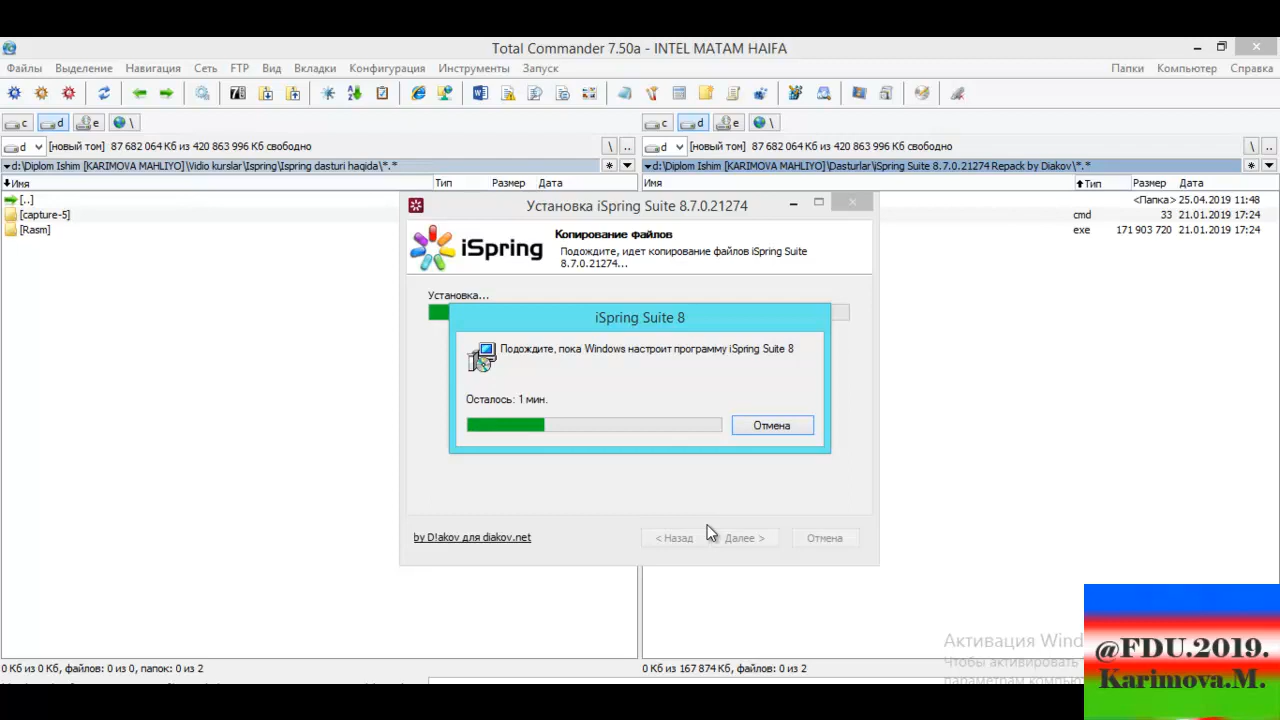 Total Commander 7.50a - INTEL MATAM HAIFA
Файлы Выделение Навигация Сеть FTP Вид Вкладки Конфигурация Инструменты Запуск Папки Компьютер Справка
c d e \ c d e \
d [новый том] 87 682 064 Кб из 420 863 996 Кб свободно \ .. d [новый том] 87 682 064 Кб из 420 863 996 Кб свободно \ ..
d:\Diplom Ishim [KARIMOVA MAHLIYO]\Vidio kurslar\Ispring\Ispring dasturi haqida\*.* * d:\Diplom Ishim [KARIMOVA MAHLIYO]\Dasturlar\iSpring Suite 8.7.0.21274 Repack by Diakov\*.* *
Имя Тип Размер Дата Имя Тип Размер Дата
[..] <Папка> 25.04.2019 11:48
[capture-5] cmd 33 21.01.2019 17:24
[Rasm] exe 171 903 720 21.01.2019 17:24
Установка iSpring Suite 8.7.0.21274
iSpring
Копирование файлов
Подождите, идет копирование файлов iSpring Suite
8.7.0.21274...
Установка...
iSpring Suite 8
Подождите, пока Windows настроит программу iSpring Suite 8
Осталось: 1 мин.
Отмена
by D!akov для diakov.net < Назад Далее > Отмена
0 Кб из 0 Кб, файлов: 0 из 0, папок: 0 из 2 0 Кб из 167 874 Кб, файлов: 0 из 2
Активация Wind
Чтобы активировать
параметрам компью
@FDU.2019.
Karimova.M.